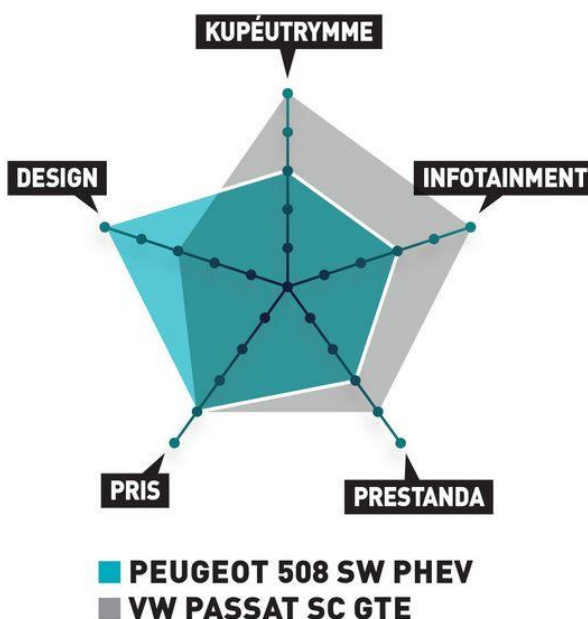 KUPÉUTRYMME
DESIGN
INFOTAINMENT
PRIS
PRESTANDA
PEUGEOT 508 SW PHEV
VW PASSAT SC GTE